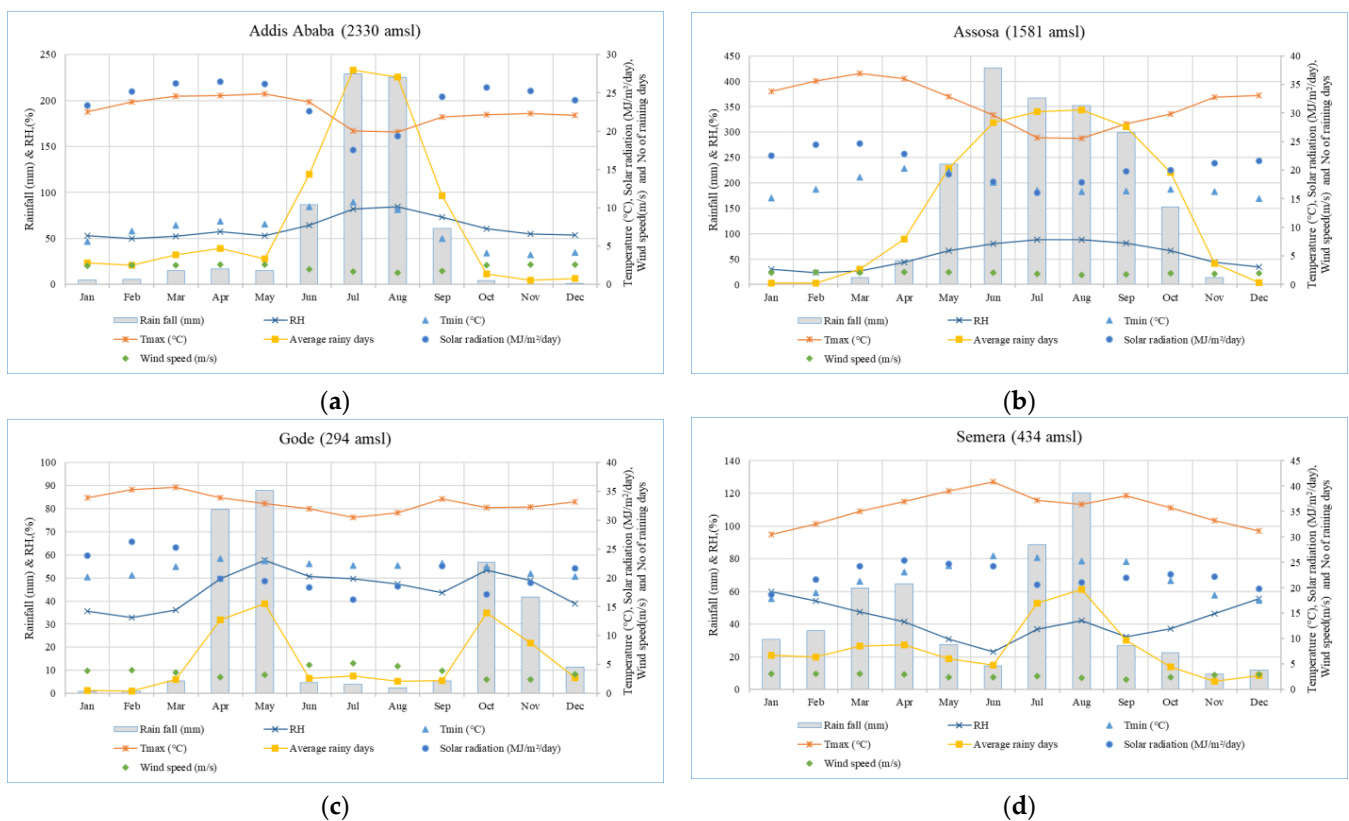 Addis Ababa (2330 amsl)
250
200
150
100
50
0
Rainfall (mm) & RH,(%)
30
25
20
15
10
5
0
Temperature (°C), Solar radiation (MJ/m²/day),
Wind speed(m/s) and No of raining days
Jan Feb Mar Apr May Jun Jul Aug Sep Oct Nov Dec
Rain fall (mm) RH Tmin (°C)
Tmax (°C) Average rainy days Solar radiation (MJ/m²/day)
Wind speed (m/s)
(a)
Assosa (1581 amsl)
450
400
350
300
250
200
150
100
50
0
Rainfall (mm) & RH,(%)
40
35
30
25
20
15
10
5
0
Temperature (°C), Solar radiation (MJ/m²/day),
Wind speed(m/s) and No of raining days
Jan Feb Mar Apr May Jun Jul Aug Sep Oct Nov Dec
Rain fall (mm) RH Tmin (°C)
Tmax (°C) Average rainy days Solar radiation (MJ/m²/day)
Wind speed (m/s)
(b)
Gode (294 amsl)
100
90
80
70
60
50
40
30
20
10
0
Rainfall (mm) & RH,(%)
40
35
30
25
20
15
10
5
0
Temperature (°C), Solar radiation (MJ/m²/day),
Wind speed(m/s) and No of raining days
Jan Feb Mar Apr May Jun Jul Aug Sep Oct Nov Dec
Rain fall (mm) RH Tmin (°C)
Tmax (°C) Average rainy days Solar radiation (MJ/m²/day)
Wind speed (m/s)
(c)
Semera (434 amsl)
140
120
100
80
60
40
20
0
Rainfall (mm) & RH,(%)
45
40
35
30
25
20
15
10
5
0
Temperature (°C), Solar radiation (MJ/m²/day),
Wind speed(m/s) and No of raining days
Jan Feb Mar Apr May Jun Jul Aug Sep Oct Nov Dec
Rain fall (mm) RH Tmin (°C)
Tmax (°C) Average rainy days Solar radiation (MJ/m²/day)
Wind speed (m/s)
(d)